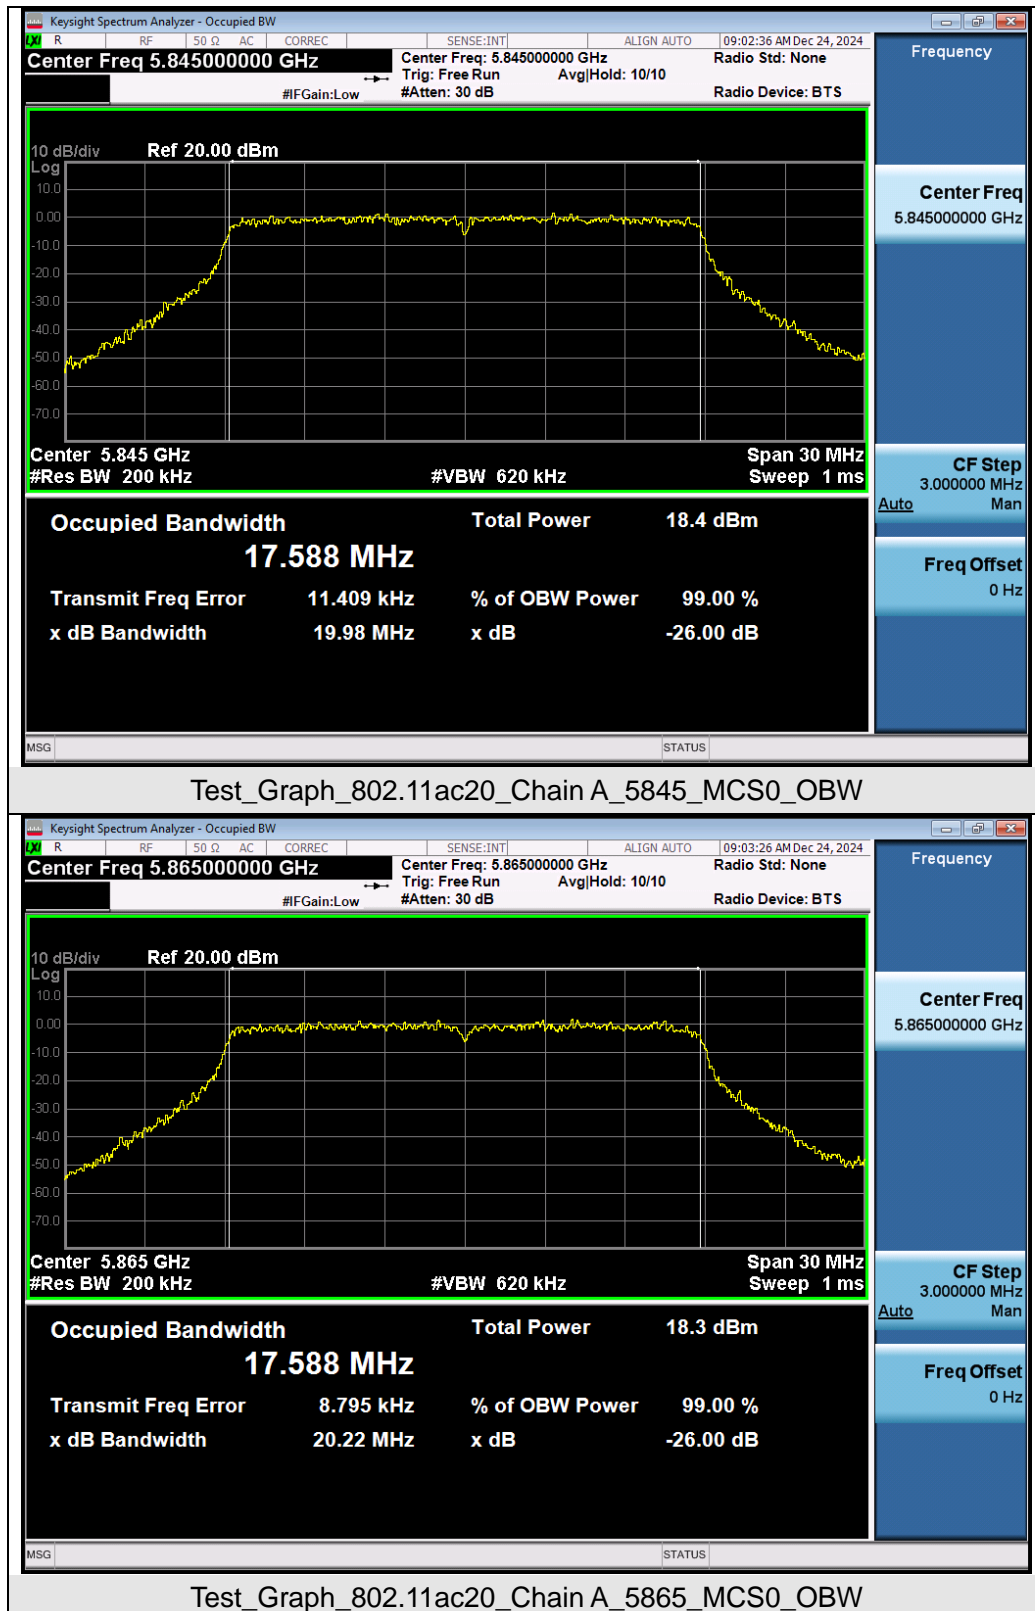 Keysight Spectrum Analyzer - Occupied BW
LXI R RF 50 Ω AC CORREC SENSE:INT ALIGN AUTO 09:02:36 AM Dec 24, 2024
Center Freq 5.845000000 GHz Center Freq: 5.845000000 GHz Radio Std: None Frequency
Trig: Free Run Avg|Hold: 10/10
#IFGain:Low #Atten: 30 dB Radio Device: BTS
10 dB/div Ref 20.00 dBm
Log
10.0
0.00
-10.0
-20.0
-30.0
-40.0
-50.0
-60.0
-70.0
Center 5.845 GHz Span 30 MHz
#Res BW 200 kHz #VBW 620 kHz Sweep 1 ms
Center Freq
5.845000000 GHz
CF Step
3.000000 MHz
Auto Man
Freq Offset
0 Hz
Occupied Bandwidth Total Power 18.4 dBm
17.588 MHz
Transmit Freq Error 11.409 kHz % of OBW Power 99.00 %
x dB Bandwidth 19.98 MHz x dB -26.00 dB
MSG STATUS
Test_Graph_802.11ac20_Chain A_5845_MCS0_OBW
Keysight Spectrum Analyzer - Occupied BW
LXI R RF 50 Ω AC CORREC SENSE:INT ALIGN AUTO 09:03:26 AM Dec 24, 2024
Center Freq 5.865000000 GHz Center Freq: 5.865000000 GHz Radio Std: None Frequency
Trig: Free Run Avg|Hold: 10/10
#IFGain:Low #Atten: 30 dB Radio Device: BTS
10 dB/div Ref 20.00 dBm
Log
10.0
0.00
-10.0
-20.0
-30.0
-40.0
-50.0
-60.0
-70.0
Center 5.865 GHz Span 30 MHz
#Res BW 200 kHz #VBW 620 kHz Sweep 1 ms
Center Freq
5.865000000 GHz
CF Step
3.000000 MHz
Auto Man
Freq Offset
0 Hz
Occupied Bandwidth Total Power 18.3 dBm
17.588 MHz
Transmit Freq Error 8.795 kHz % of OBW Power 99.00 %
x dB Bandwidth 20.22 MHz x dB -26.00 dB
MSG STATUS
Test_Graph_802.11ac20_Chain A_5865_MCS0_OBW